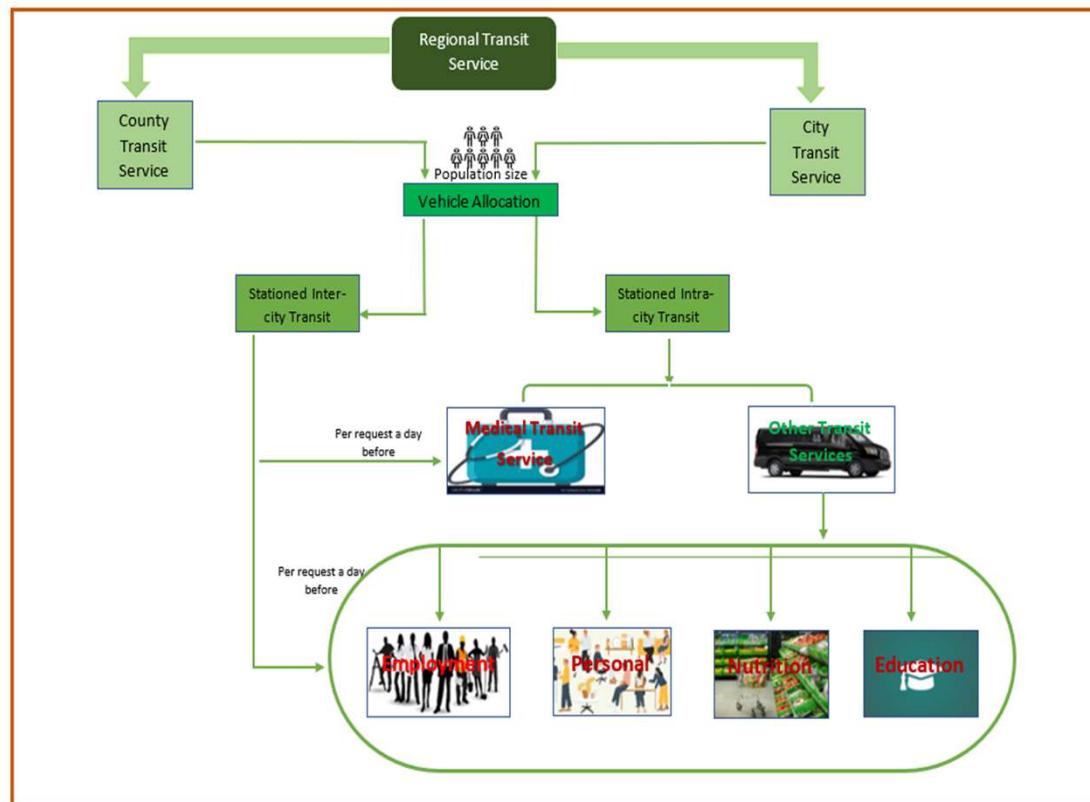 Regional Transit
Service
County
Transit
Service
City
Transit
Service
Population size
Vehicle Allocation
Stationed Inter-
city Transit
Stationed Intra-
city Transit
Per request a day
before
Medical Transit
Service
Other Transit
Services
Per request a day
before
Employment
Personal
Nutrition
Education